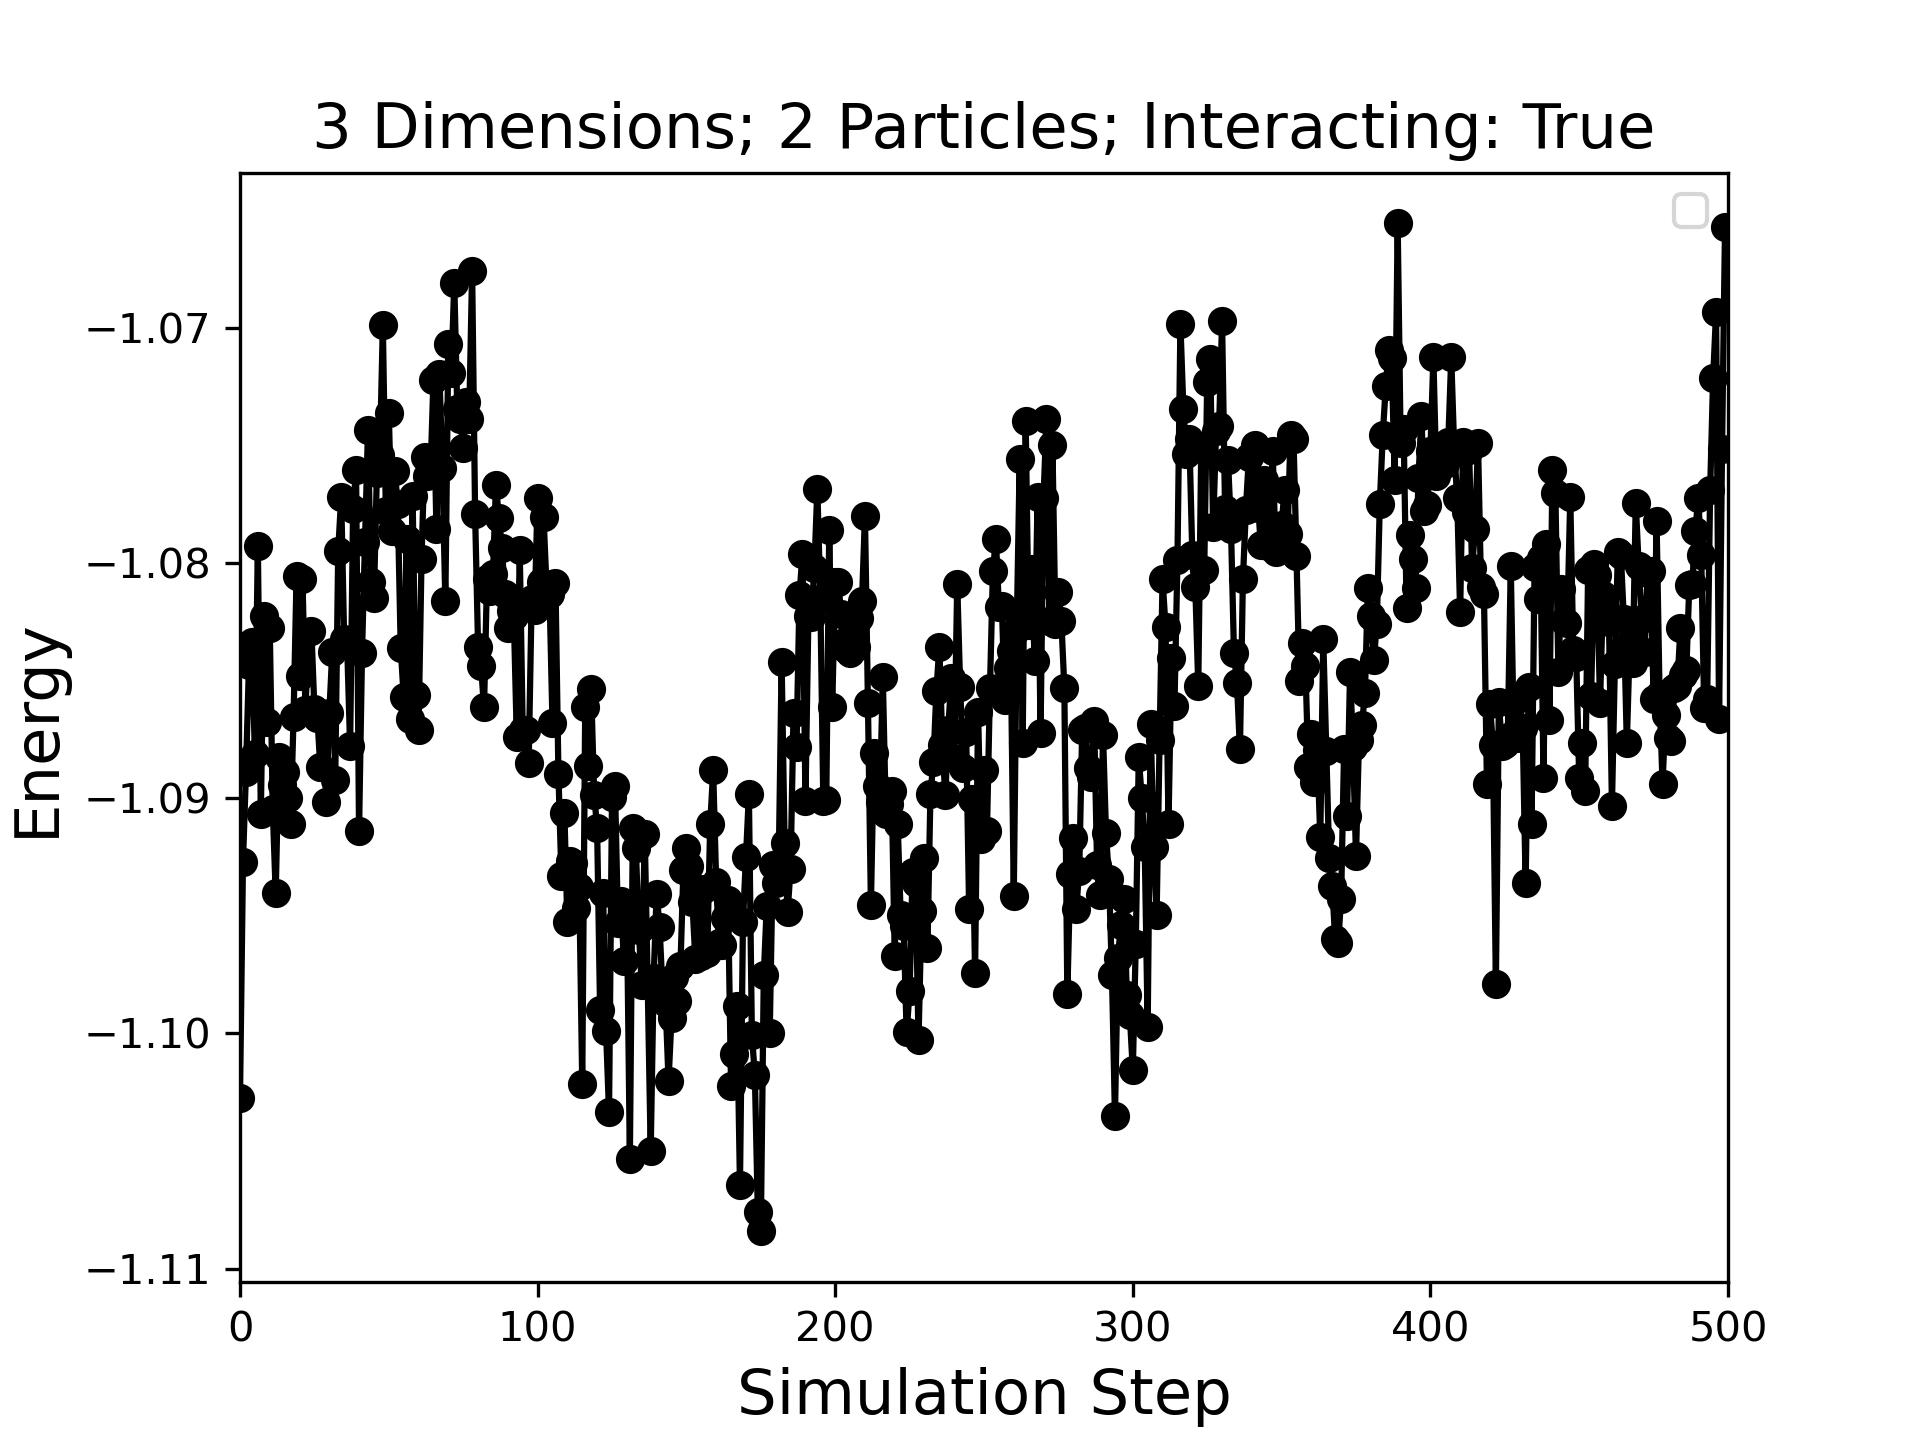 3 Dimensions; 2 Particles; Interacting: True
Energy
−1.07
−1.08
−1.09
−1.10
−1.11
0 100 200 300 400 500
Simulation Step